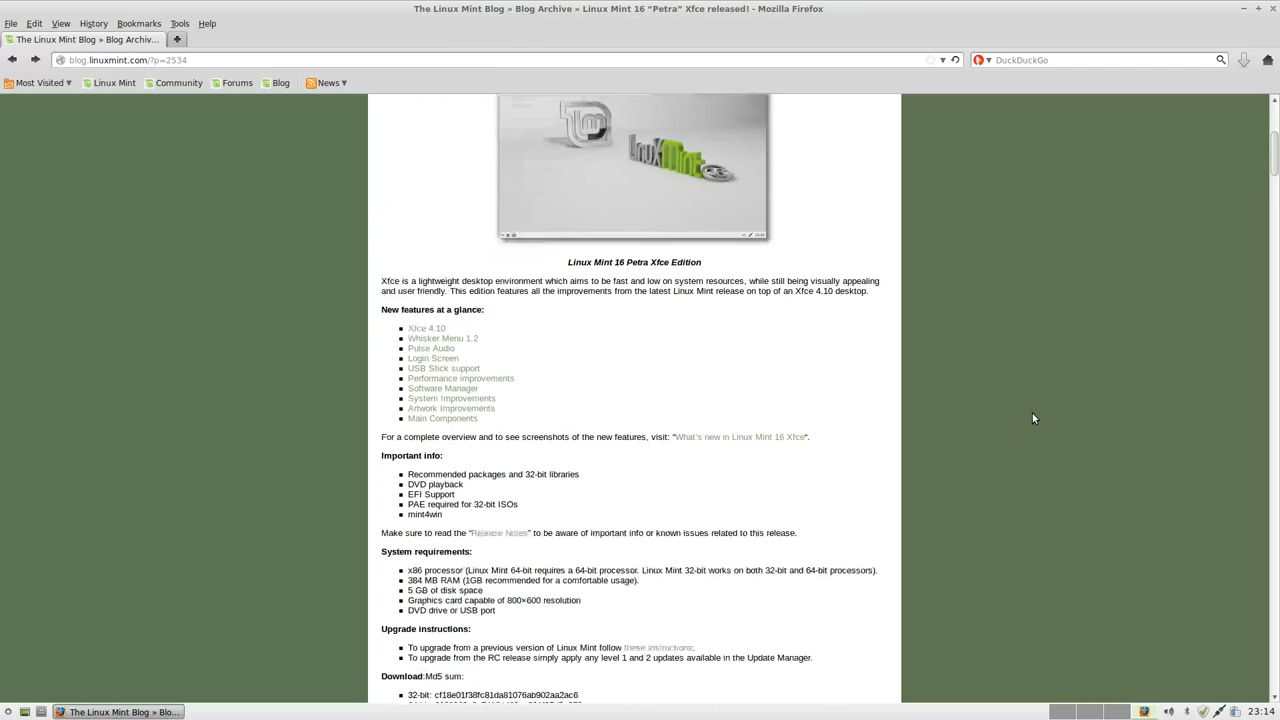 The Linux Mint Blog » Blog Archive » Linux Mint 16 “Petra” Xfce released! - Mozilla Firefox
File Edit View History Bookmarks Tools Help
The Linux Mint Blog » Blog Archiv...
blog.linuxmint.com/?p=2534
DuckDuckGo
Most Visited Linux Mint Community Forums Blog News
LinuxMint
Linux Mint 16 Petra Xfce Edition
Xfce is a lightweight desktop environment which aims to be fast and low on system resources, while still being visually appealing
and user friendly. This edition features all the improvements from the latest Linux Mint release on top of an Xfce 4.10 desktop.
New features at a glance:
Xfce 4.10
Whisker Menu 1.2
Pulse Audio
Login Screen
USB Stick support
Performance improvements
Software Manager
System Improvements
Artwork Improvements
Main Components
For a complete overview and to see screenshots of the new features, visit: “What’s new in Linux Mint 16 Xfce“.
Important info:
Recommended packages and 32-bit libraries
DVD playback
EFI Support
PAE required for 32-bit ISOs
mint4win
Make sure to read the “Release Notes” to be aware of important info or known issues related to this release.
System requirements:
x86 processor (Linux Mint 64-bit requires a 64-bit processor. Linux Mint 32-bit works on both 32-bit and 64-bit processors).
384 MB RAM (1GB recommended for a comfortable usage).
5 GB of disk space
Graphics card capable of 800×600 resolution
DVD drive or USB port
Upgrade instructions:
To upgrade from a previous version of Linux Mint follow these instructions.
To upgrade from the RC release simply apply any level 1 and 2 updates available in the Update Manager.
Download:Md5 sum:
32-bit: cf18e01f38fc81da81076ab902aa2ac6
The Linux Mint Blog » Blo...
23:14